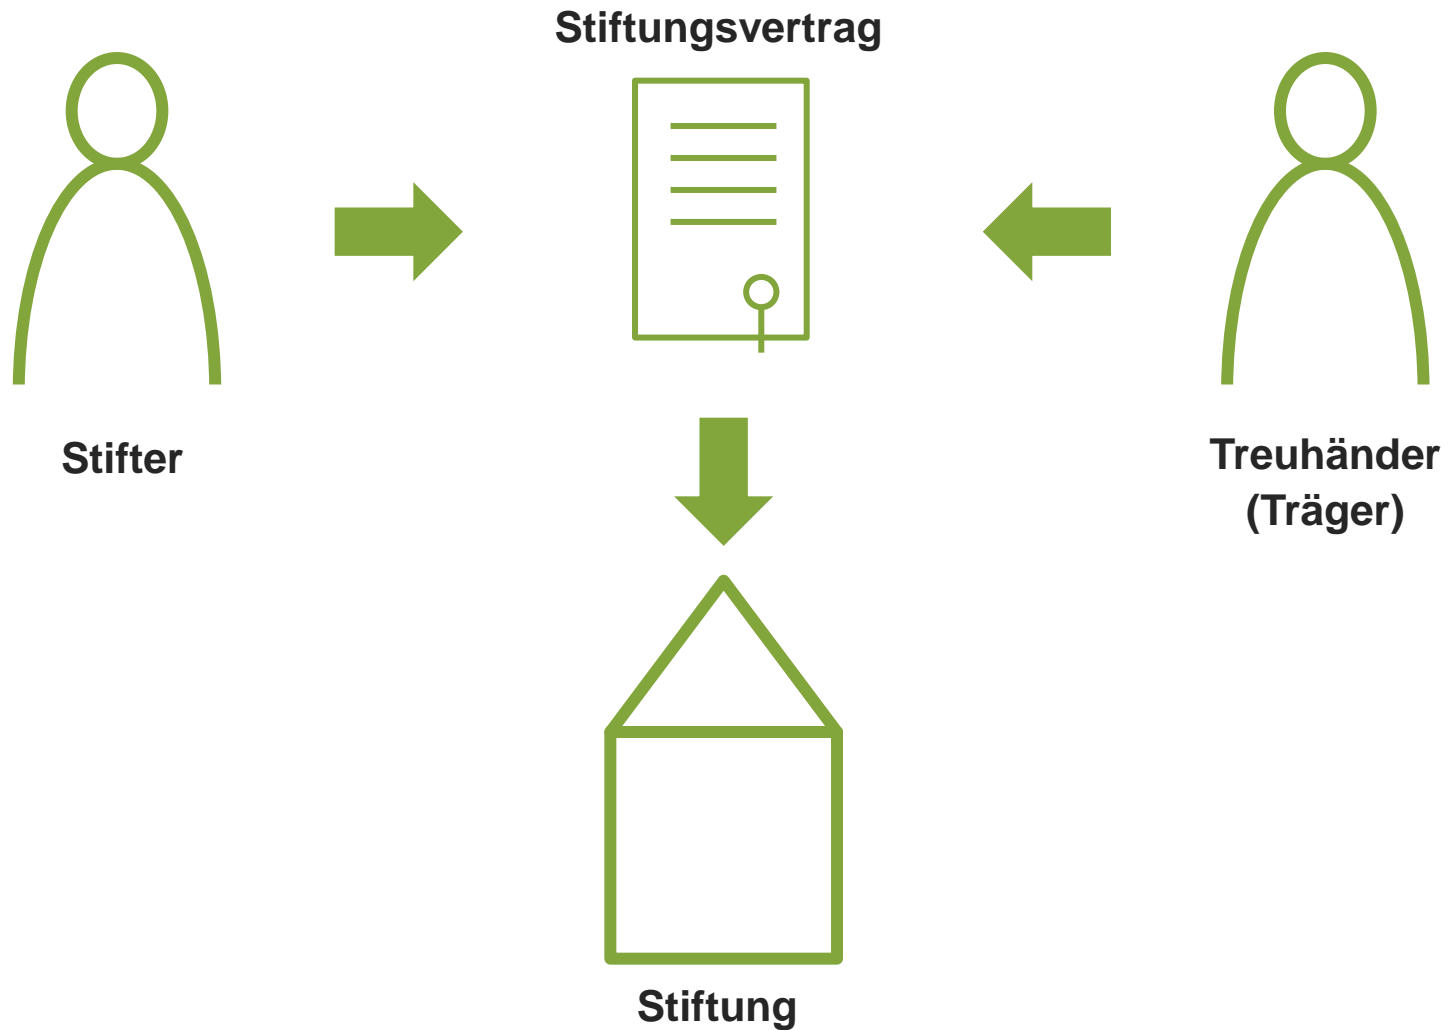 Stiftungsvertrag
Stifter
Treuhänder
(Träger)
Stiftung